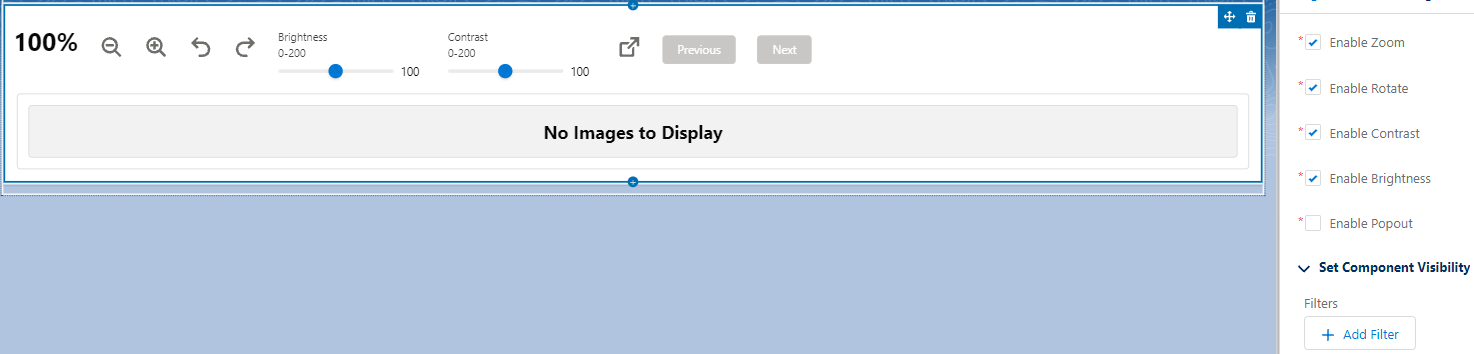 100%
Brightness
0-200
100
Contrast
0-200
100
Previous
Next
No Images to Display
* Enable Zoom
* Enable Rotate
* Enable Contrast
* Enable Brightness
* Enable Popout
Set Component Visibility
Filters
+ Add Filter